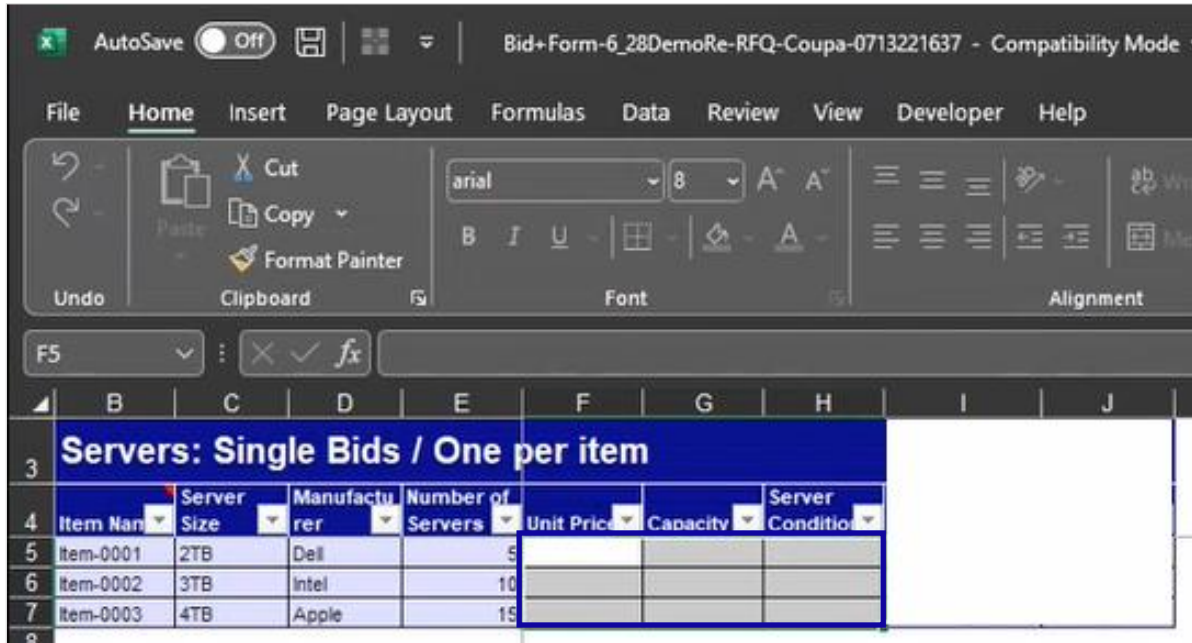 AutoSave Off Bid+Form-6_28DemoRe-RFQ-Coupa-0713221637 - Compatibility Mode
File Home Insert Page Layout Formulas Data Review View Developer Help
Cut
Copy
Paste
Format Painter
arial 8
B I U A
Undo Clipboard Font Alignment
F5 fx
B C D E F G H I J
3 Servers: Single Bids / One per item
4 Item Nam Server Size Manufacturer Number of Servers Unit Price Capacity Server Condition
5 Item-0001 2TB Dell 5
6 Item-0002 3TB Intel 10
7 Item-0003 4TB Apple 15
8